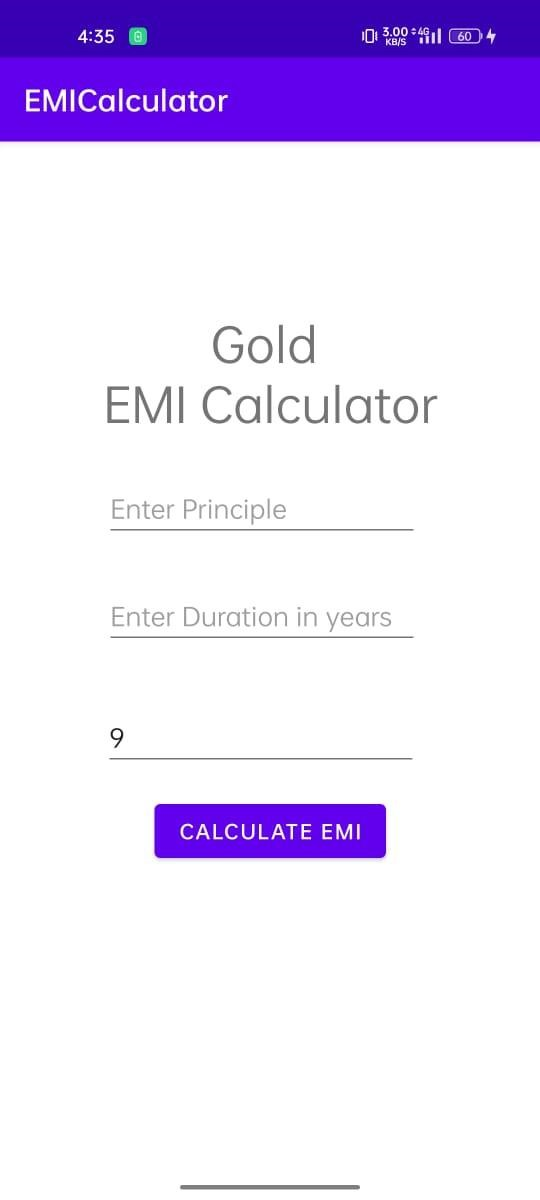 4:35
3.00 4G 60
KB/S
EMICalculator
Gold
EMI Calculator
Enter Principle
Enter Duration in years
9
CALCULATE EMI